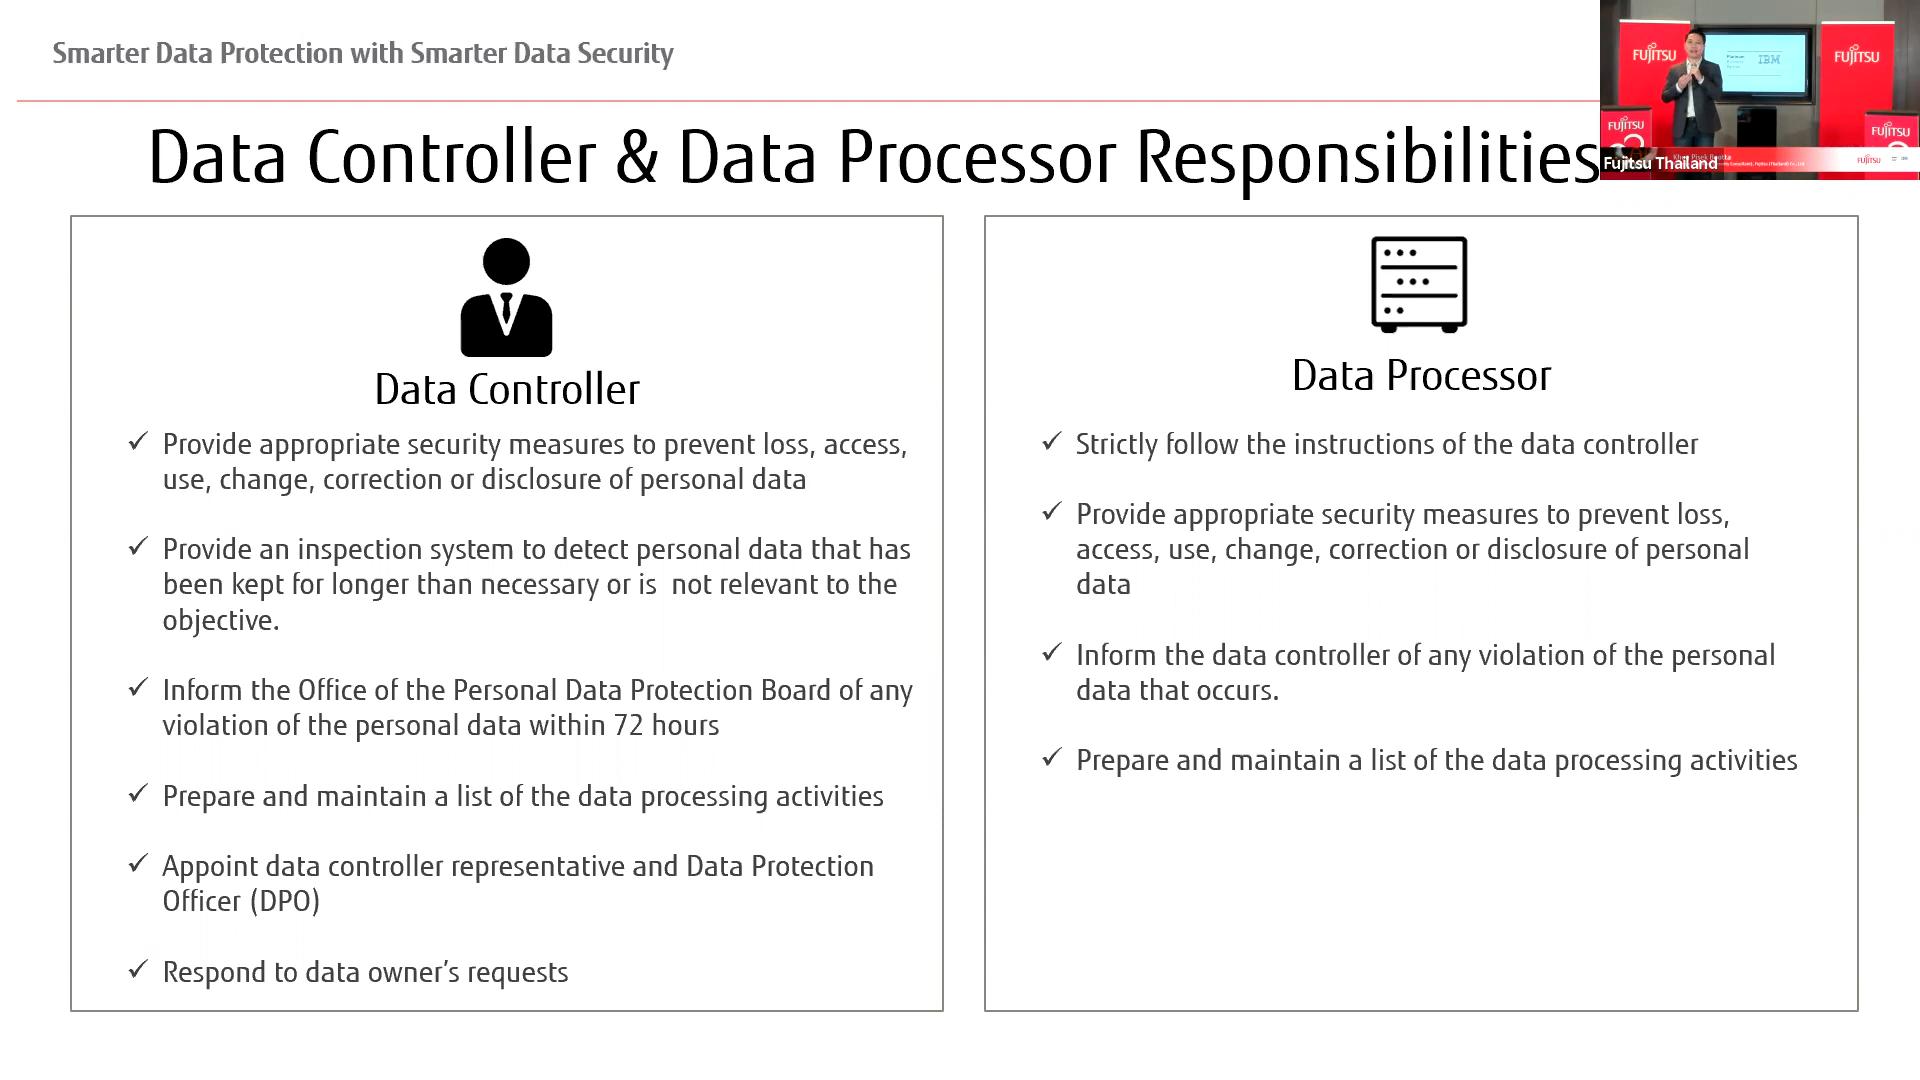 Smarter Data Protection with Smarter Data Security
Data Controller & Data Processor Responsibilities
FUJITSU
IBM
FUJITSU
FUJITSU
FUJITSU
Fujitsu Thailand
FUJITSU
Data Controller
✓ Provide appropriate security measures to prevent loss, access,
use, change, correction or disclosure of personal data
✓ Provide an inspection system to detect personal data that has
been kept for longer than necessary or is  not relevant to the
objective.
✓ Inform the Office of the Personal Data Protection Board of any
violation of the personal data within 72 hours
✓ Prepare and maintain a list of the data processing activities
✓ Appoint data controller representative and Data Protection
Officer (DPO)
✓ Respond to data owner’s requests
Data Processor
✓ Strictly follow the instructions of the data controller
✓ Provide appropriate security measures to prevent loss,
access, use, change, correction or disclosure of personal
data
✓ Inform the data controller of any violation of the personal
data that occurs.
✓ Prepare and maintain a list of the data processing activities